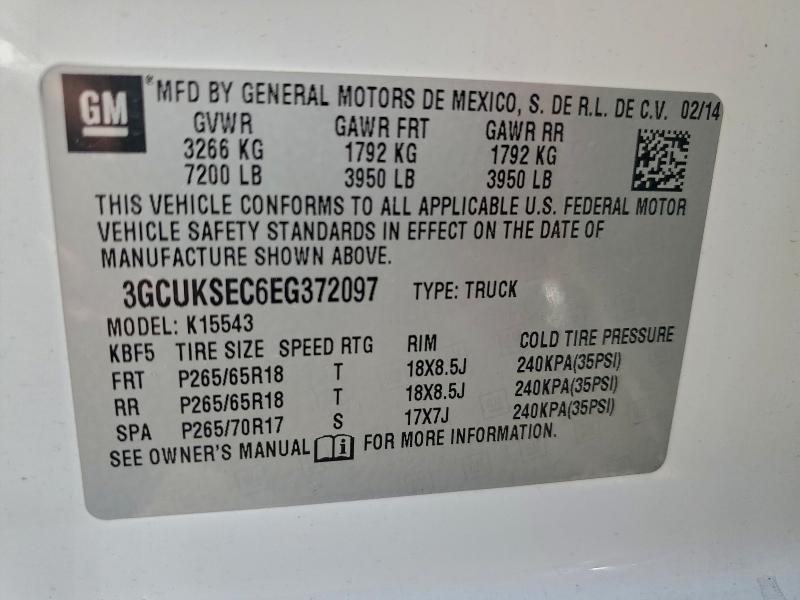 GM
® MFD BY GENERAL MOTORS DE MEXICO, S. DE R.L. DE C.V. 02/14
GVWR GAWR FRT GAWR RR
3266 KG 1792 KG 1792 KG
7200 LB 3950 LB 3950 LB
THIS VEHICLE CONFORMS TO ALL APPLICABLE U.S. FEDERAL MOTOR
VEHICLE SAFETY STANDARDS IN EFFECT ON THE DATE OF
MANUFACTURE SHOWN ABOVE.
3GCUKSEC6EG372097 TYPE: TRUCK
MODEL: K15543
KBF5 TIRE SIZE SPEED RTG RIM COLD TIRE PRESSURE
FRT P265/65R18 T 18X8.5J 240KPA(35PSI)
RR P265/65R18 T 18X8.5J 240KPA(35PSI)
SPA P265/70R17 S 17X7J 240KPA(35PSI)
SEE OWNER'S MANUAL i FOR MORE INFORMATION.